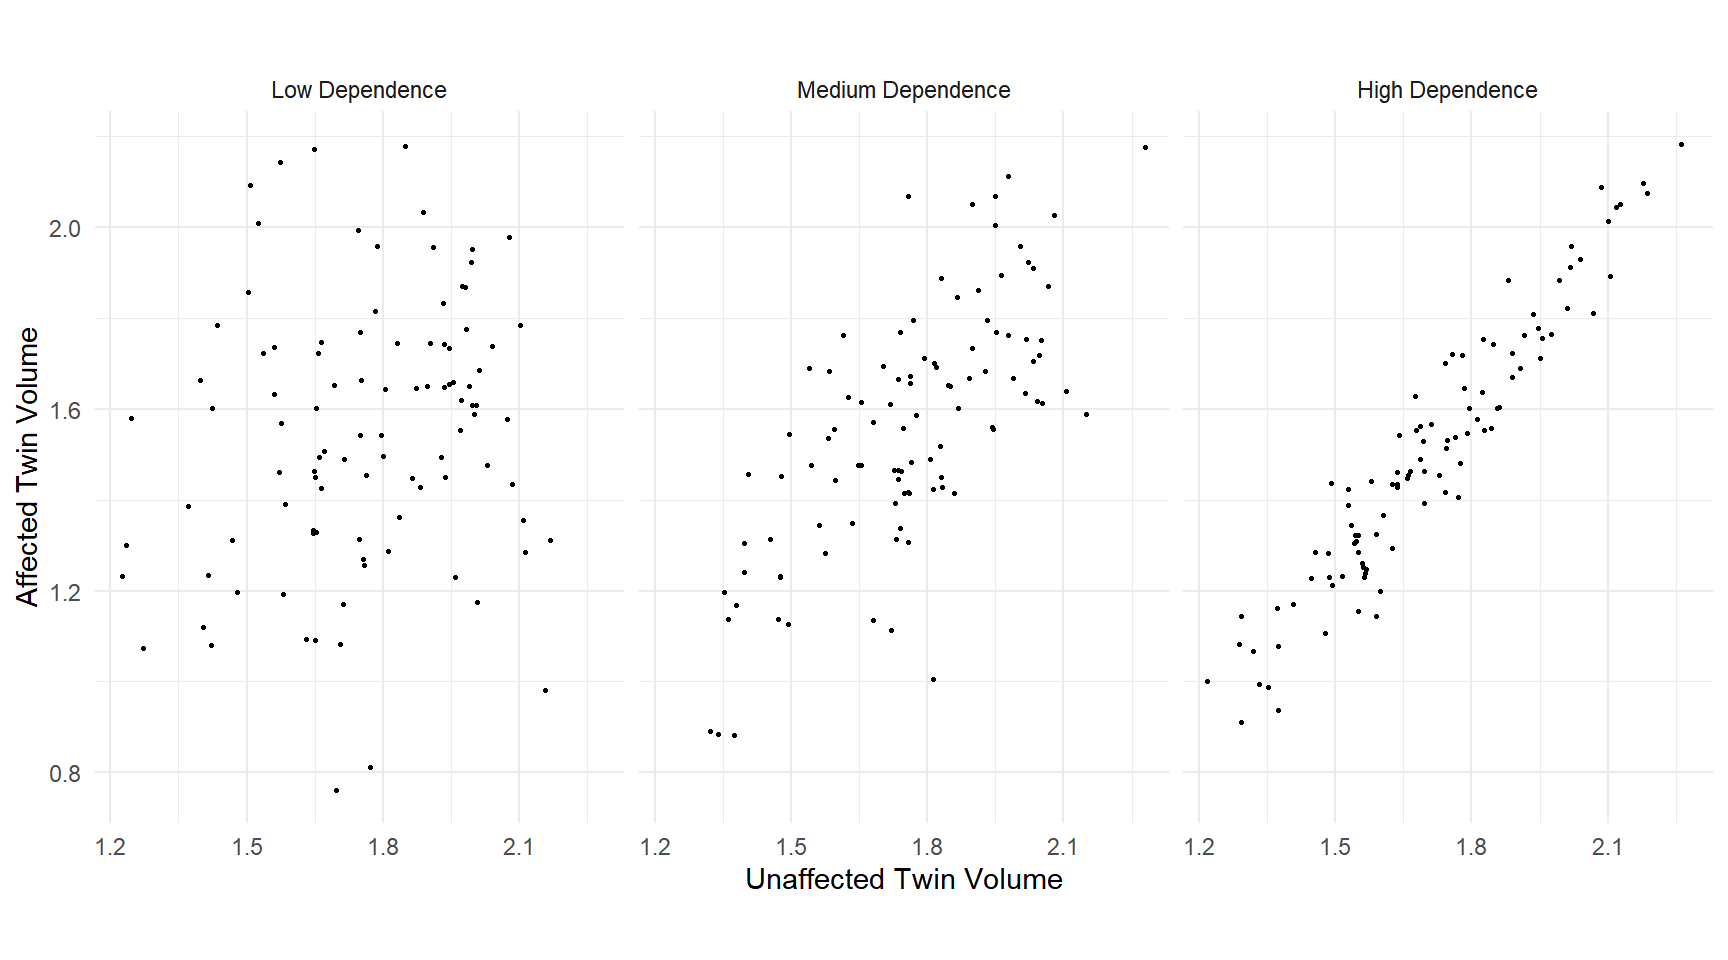 Low Dependence Medium Dependence High Dependence
Affected Twin Volume
2.0
1.6
1.2
0.8
1.2 1.5 1.8 2.1 1.2 1.5 1.8 2.1 1.2 1.5 1.8 2.1
Unaffected Twin Volume